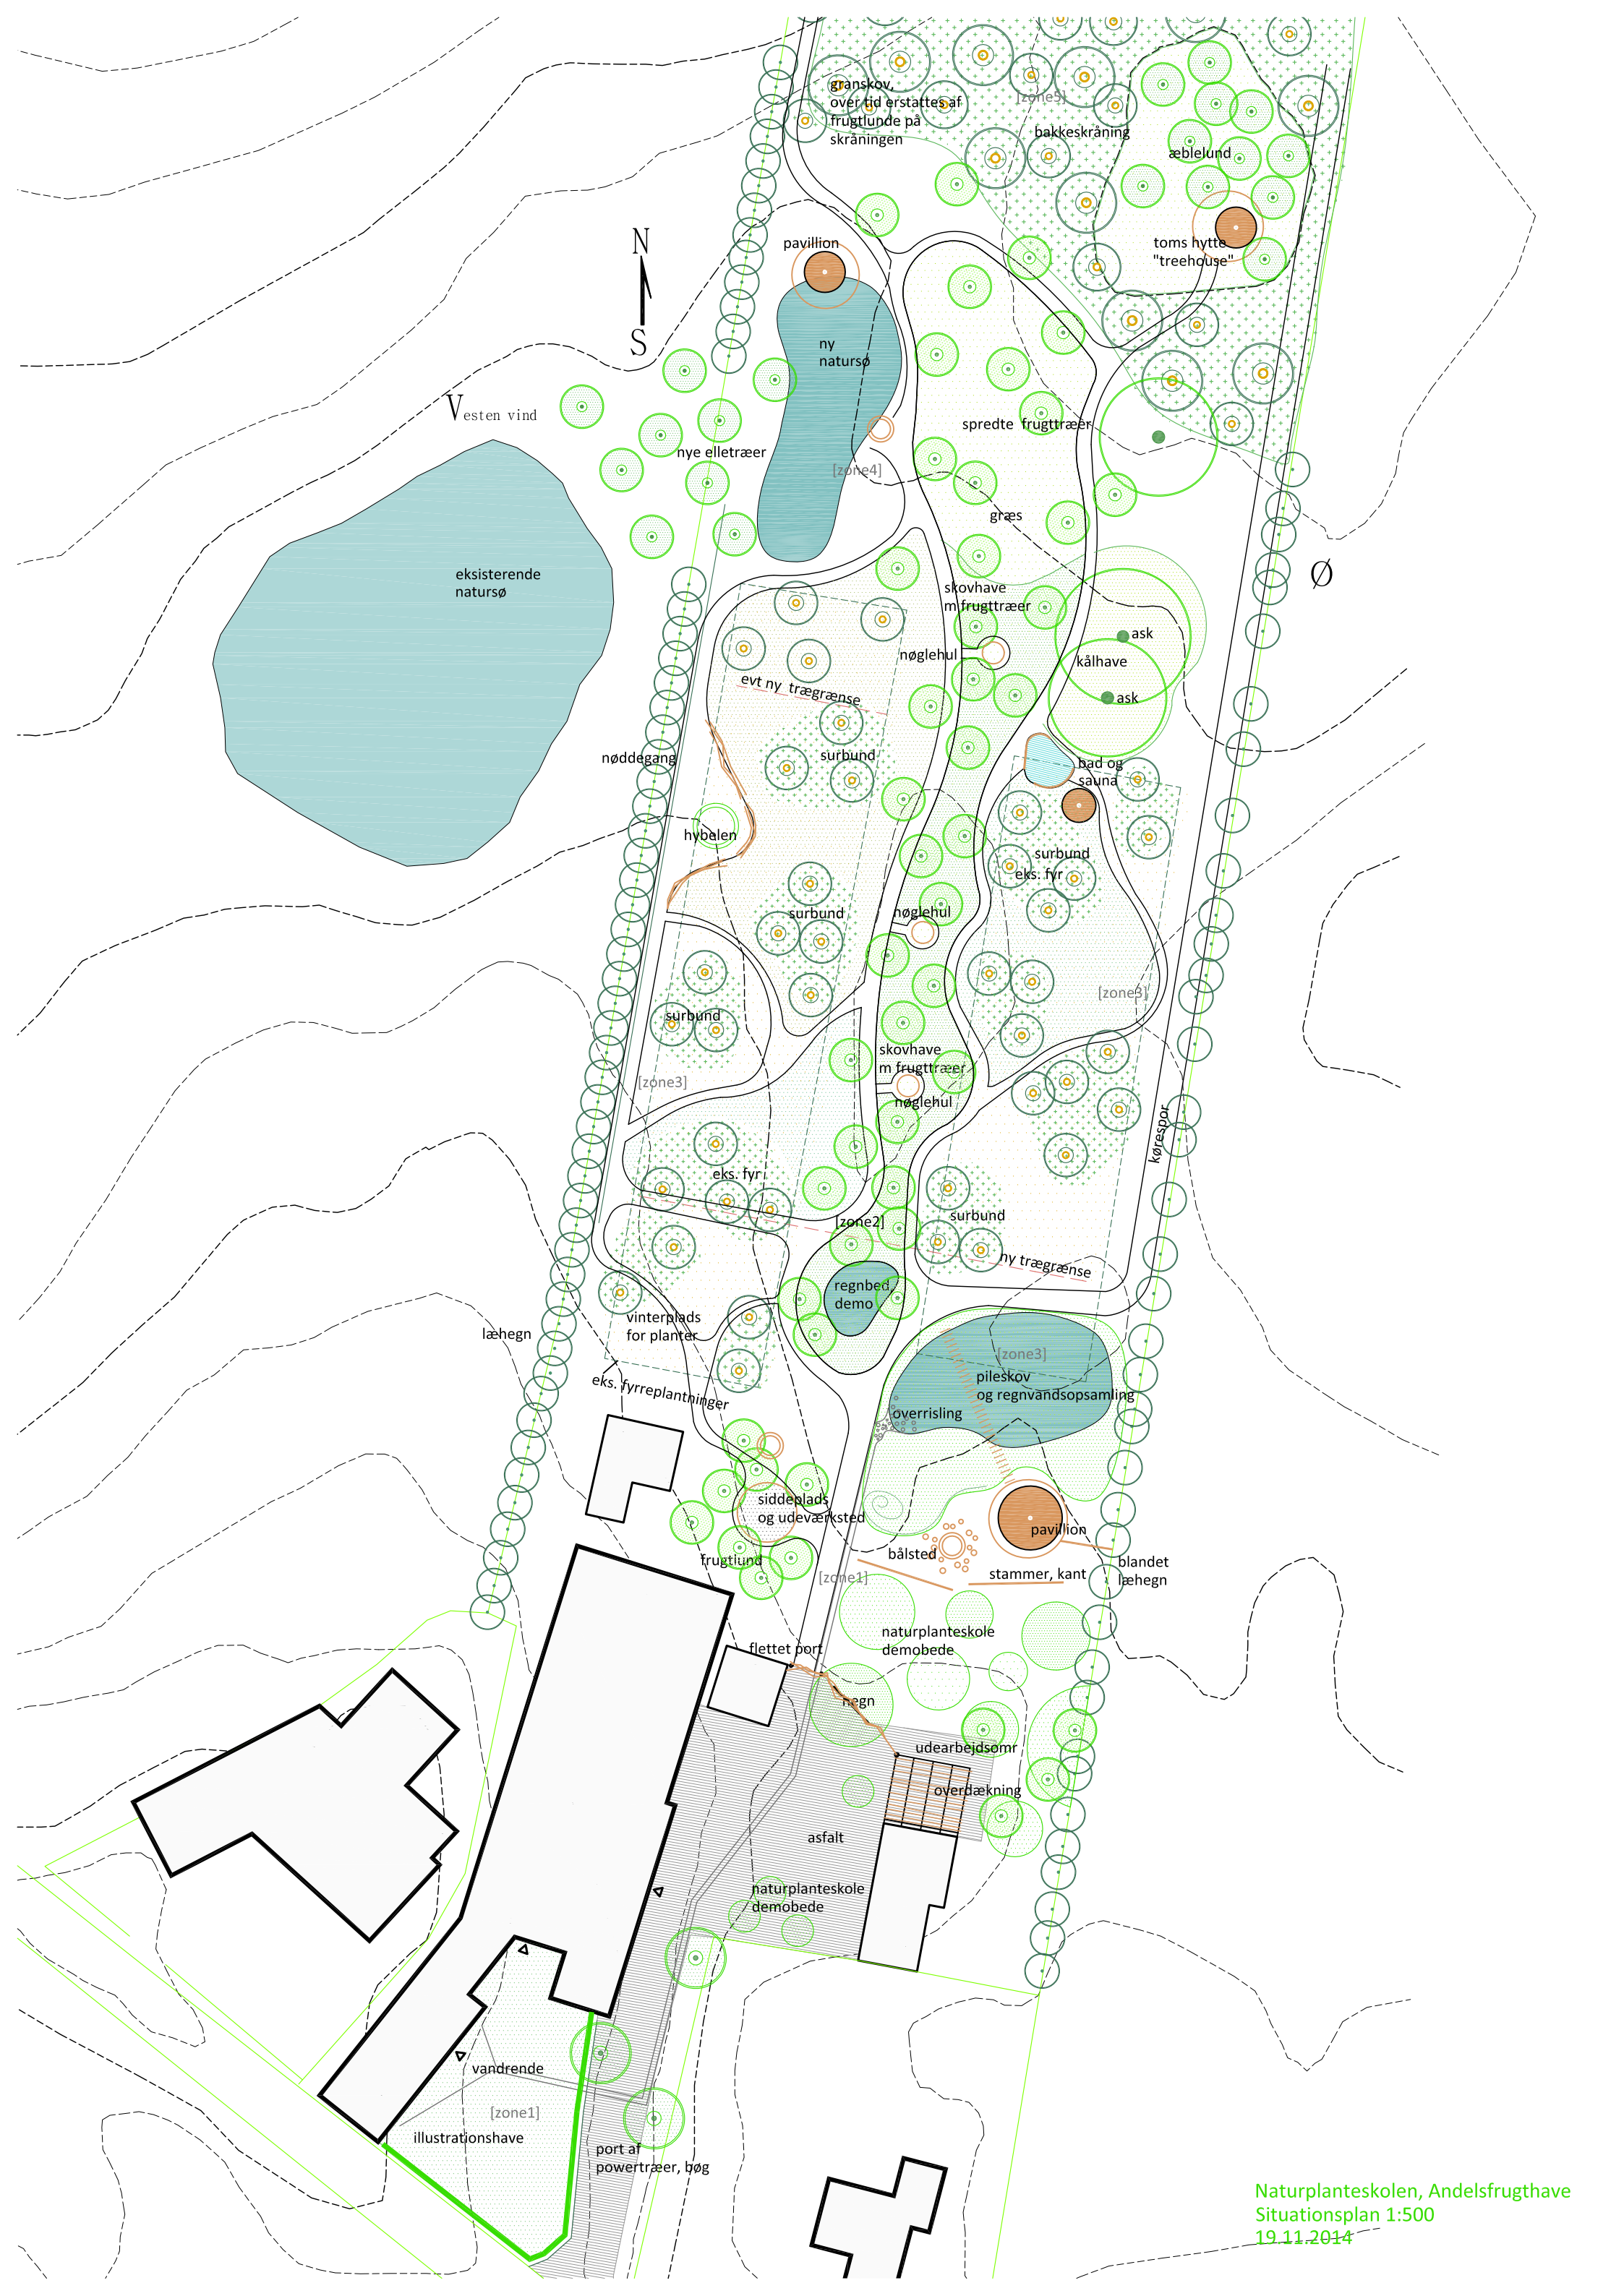 granskov,
over tid erstattes af
frugtlunde på
skråningen
[zone5]
bakkeskråning
æblelund
N
S
pavillion
toms hytte
"treehouse"
ny
natursø
Vesten vind
spredte frugttræer
nye elletræer
[zone4]
græs
eksisterende
natursø
Ø
skovhave
m frugttræer
ask
nøglehul
kålhave
evt ny trægrænse
ask
nøddegang
surbund
bad og
sauna
hybelen
surbund
eks. fyr
surbund
nøglehul
[zone3]
surbund
skovhave
m frugttræer
[zone3]
nøglehul
kørespor
eks. fyr
[zone2]
surbund
ny trægrænse
regnbed,
demo
vinterplads
for planter
læhegn
[zone3]
pileskov
og regnvandsopsamling
eks. fyrreplantninger
overrisling
siddeplads
og udeværksted
pavillion
bålsted
frugtlund
blandet
læhegn
[zone1]
stammer, kant
naturplanteskole
demobede
flettet port
hegn
udearbejdsomr
overdækning
asfalt
naturplanteskole
demobede
vandrende
[zone1]
illustrationshave
port af
powertræer, bøg
Naturplanteskolen, Andelsfrugthave
Situationsplan 1:500
19.11.2014